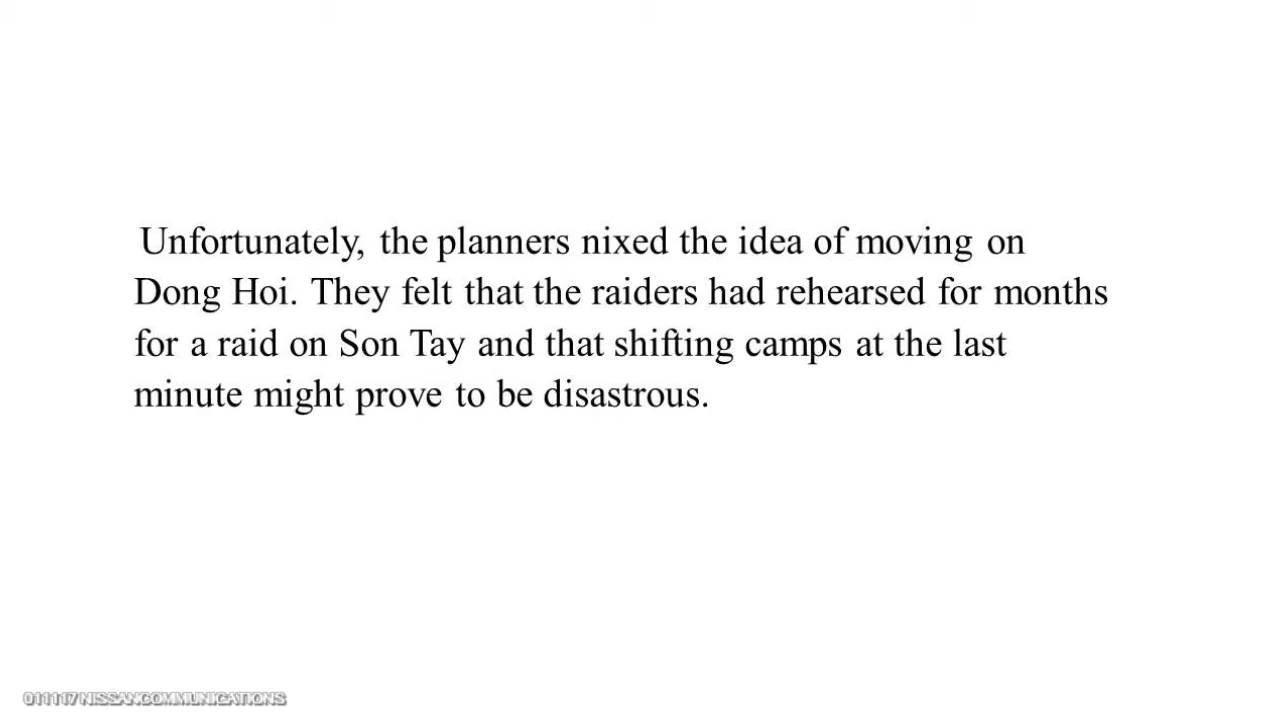 Unfortunately, the planners nixed the idea of moving on
Dong Hoi. They felt that the raiders had rehearsed for months
for a raid on Son Tay and that shifting camps at the last
minute might prove to be disastrous.
011117 NISSANCOMMUNICATIONS